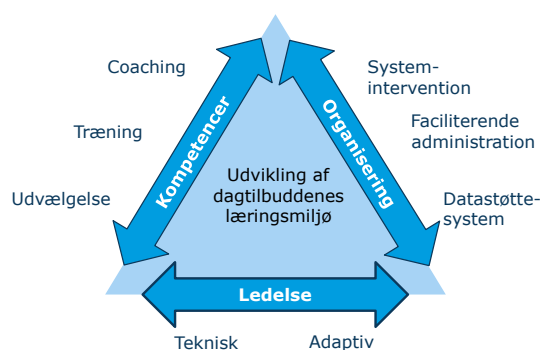 Coaching
Træning
Udvælgelse
Kompetencer
Udvikling af
dagtilbuddenes
læringsmiljø
Organisering
System-
intervention
Faciliterende
administration
Datastøtte-
system
Ledelse
Teknisk
Adaptiv